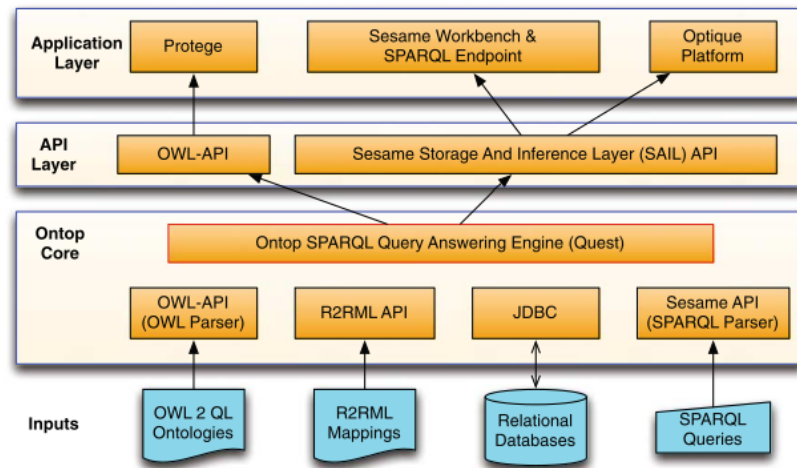 Application
Layer
Protege
Sesame Workbench &
SPARQL Endpoint
Optique
Platform
API
Layer
OWL-API
Sesame Storage And Inference Layer (SAIL) API
Ontop
Core
Ontop SPARQL Query Answering Engine (Quest)
OWL-API
(OWL Parser)
R2RML API
JDBC
Sesame API
(SPARQL Parser)
Inputs
OWL 2 QL
Ontologies
R2RML
Mappings
Relational
Databases
SPARQL
Queries